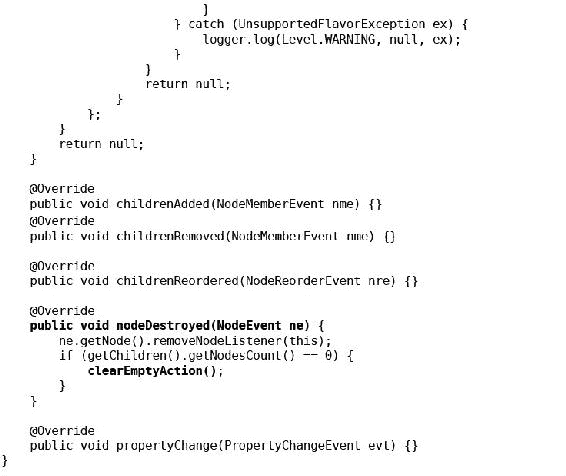 }
                        } catch (UnsupportedFlavorException ex) {
                            logger.log(Level.WARNING, null, ex);
                        }
                    }
                    return null;
                }
            };
        }
        return null;
    }

    @Override
    public void childrenAdded(NodeMemberEvent nme) {}
    @Override
    public void childrenRemoved(NodeMemberEvent nme) {}

    @Override
    public void childrenReordered(NodeReorderEvent nre) {}

    @Override
    public void nodeDestroyed(NodeEvent ne) {
        ne.getNode().removeNodeListener(this);
        if (getChildren().getNodesCount() == 0) {
            clearEmptyAction();
        }
    }

    @Override
    public void propertyChange(PropertyChangeEvent evt) {}
}